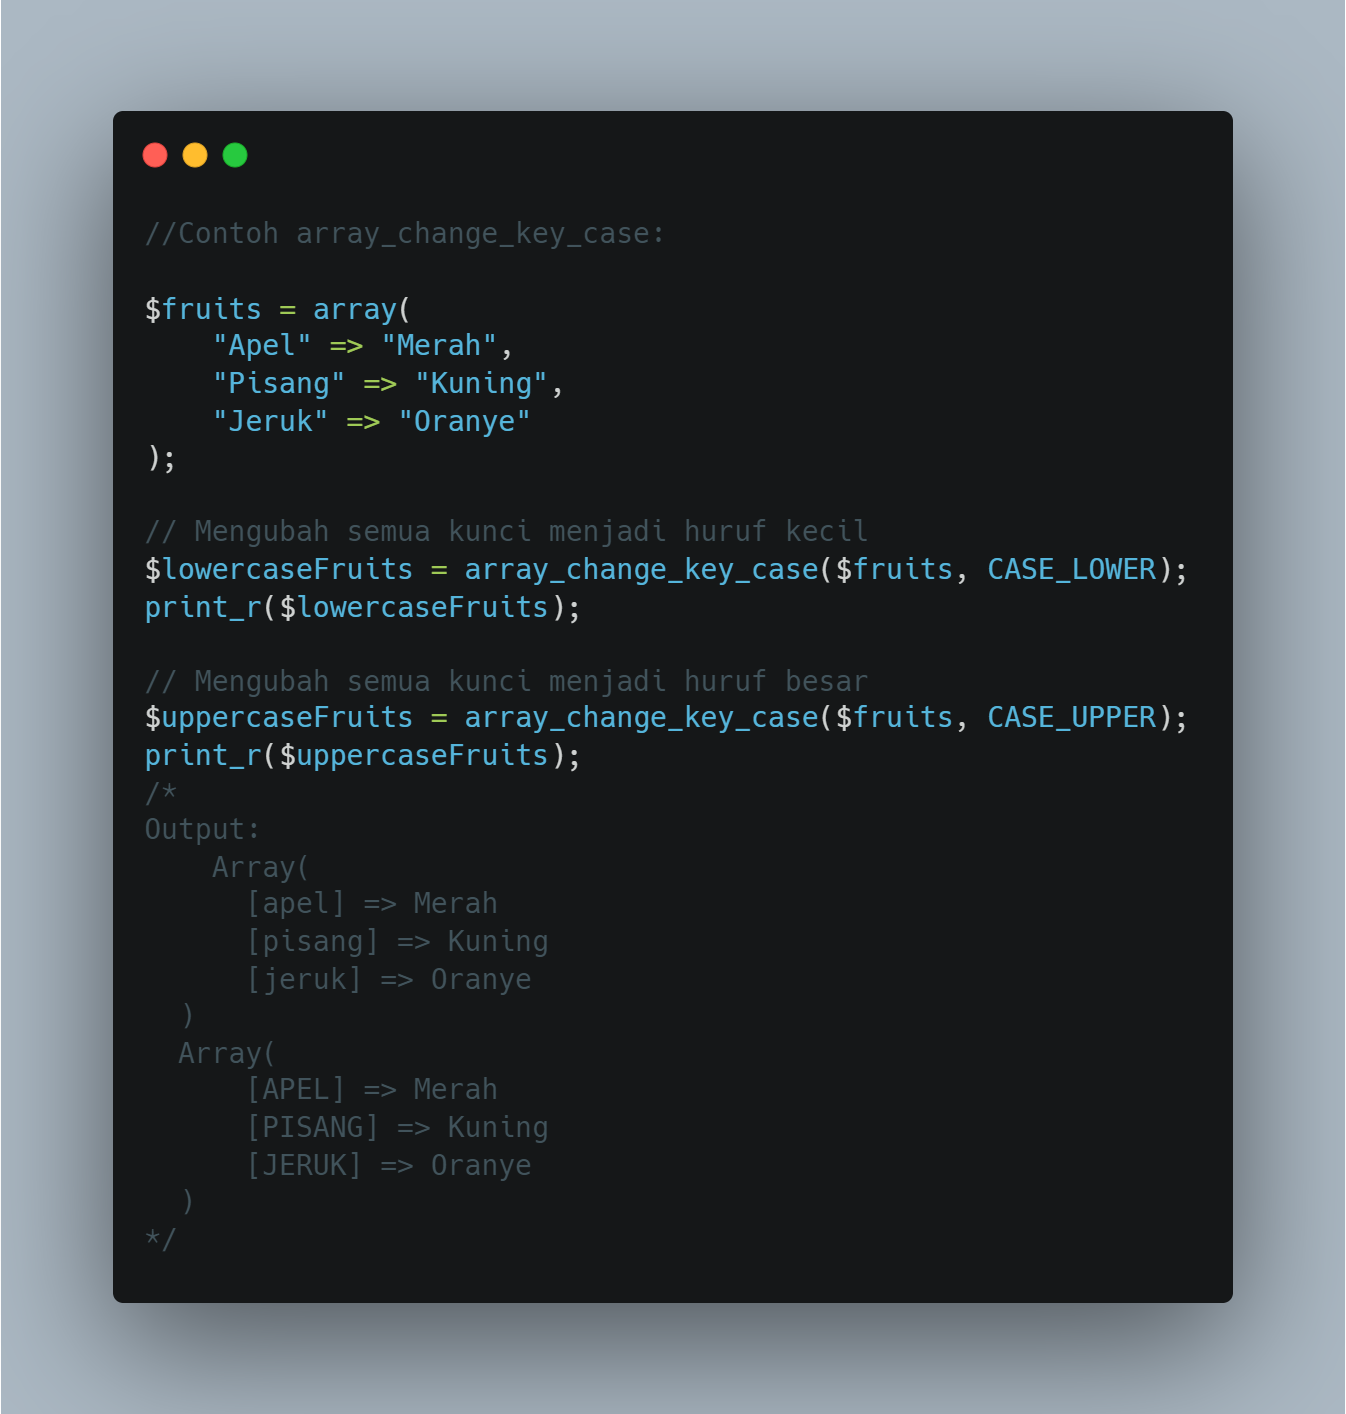 //Contoh array_change_key_case:

$fruits = array(
    "Apel" => "Merah",
    "Pisang" => "Kuning",
    "Jeruk" => "Oranye"
);

// Mengubah semua kunci menjadi huruf kecil
$lowercaseFruits = array_change_key_case($fruits, CASE_LOWER);
print_r($lowercaseFruits);

// Mengubah semua kunci menjadi huruf besar
$uppercaseFruits = array_change_key_case($fruits, CASE_UPPER);
print_r($uppercaseFruits);
/*
Output:
    Array(
      [apel] => Merah
      [pisang] => Kuning
      [jeruk] => Oranye
  )
  Array(
      [APEL] => Merah
      [PISANG] => Kuning
      [JERUK] => Oranye
  )
*/